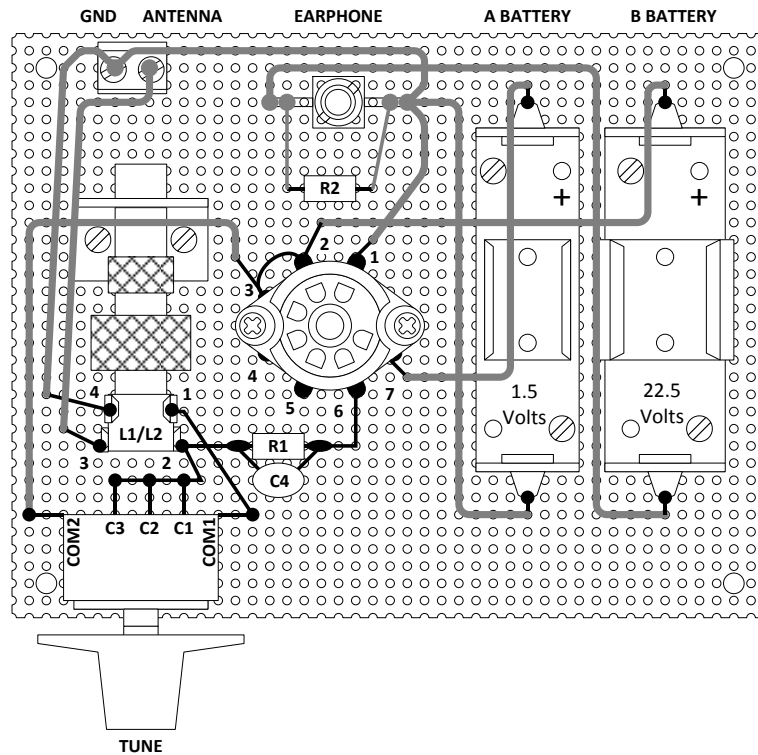 GND ANTENNA EARPHONE A BATTERY B BATTERY
R2
+ +
2
1
3
4 1
4 5 6 7
1.5
Volts
22.5
Volts
L1/L2
3 2
R1
C4
COM2 C3 C2 C1 COM1
TUNE